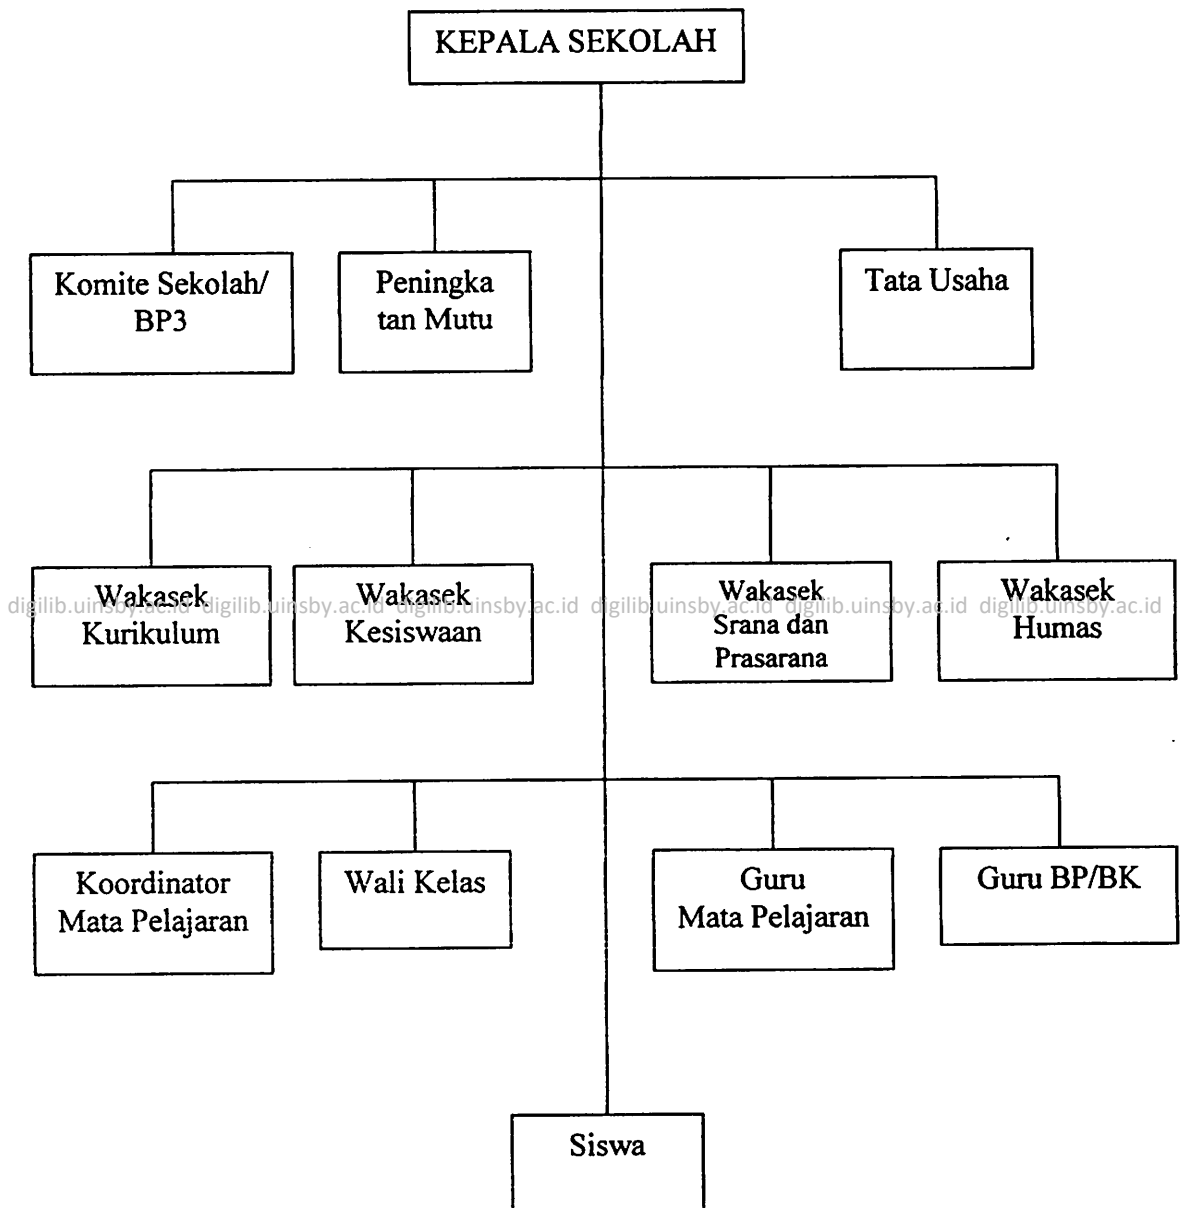 KEPALA SEKOLAH
Komite Sekolah/
BP3
Peningka
tan Mutu
Tata Usaha
Wakasek
Kurikulum
Wakasek
Kesiswaan
Wakasek
Srana dan
Prasarana
Wakasek
Humas
digilib.uinsby.ac.id digilib.uinsby.ac.id digilib.uinsby.ac.id digilib.uinsby.ac.id digilib.uinsby.ac.id digilib.uinsby.ac.id
Koordinator
Mata Pelajaran
Wali Kelas
Guru
Mata Pelajaran
Guru BP/BK
Siswa